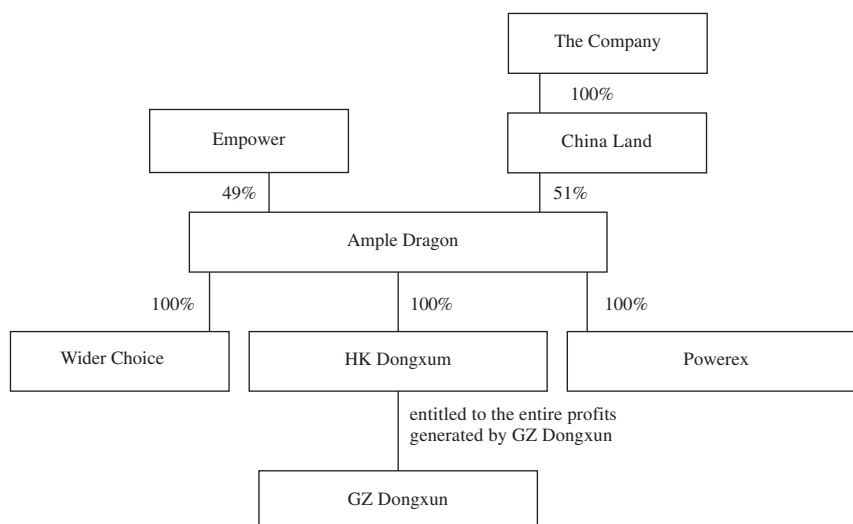 The Company
100%
Empower
China Land
49%
51%
Ample Dragon
100%
100%
100%
Wider Choice
HK Dongxum
Powerex
entitled to the entire profits
generated by GZ Dongxun
GZ Dongxun